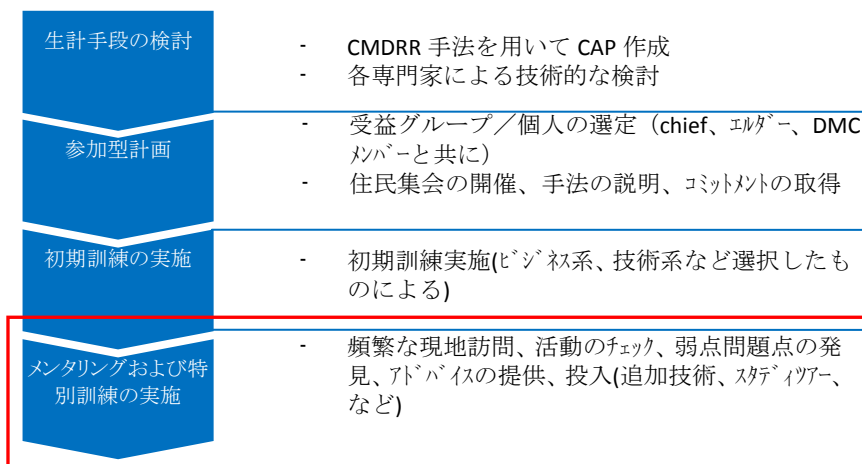 生計手段の検討
- CMDRR 手法を用いて CAP 作成
- 各専門家による技術的な検討
参加型計画
- 受益グループ／個人の選定（chief、ｴﾙﾀﾞｰ、DMC
ﾒﾝﾊﾞｰと共に）
- 住民集会の開催、手法の説明、ｺﾐｯﾄﾒﾝﾄの取得
初期訓練の実施
- 初期訓練実施(ﾋﾞｼﾞﾈｽ系、技術系など選択したも
のによる)
メンタリングおよび特
別訓練の実施
- 頻繁な現地訪問、活動のﾁｪｯｸ、弱点問題点の発
見、ｱﾄﾞﾊﾞｲｽの提供、投入(追加技術、ｽﾀﾃﾞｨﾂｱｰ、
など)